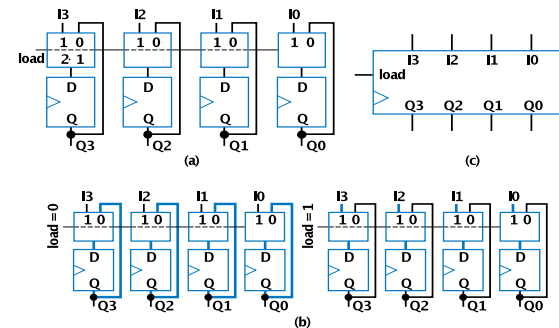 I3 I2 I1 I0
1 0 1 0 1 0 1 0
load 2·1
D D D D
Q Q Q Q
Q3 Q2 Q1 Q0
(a)
I3 I2 I1 I0
load
Q3 Q2 Q1 Q0
(c)
load = 0
I3 I2 I1 I0
1 0 1 0 1 0 1 0
D D D D
Q Q Q Q
Q3 Q2 Q1 Q0
load = 1
I3 I2 I1 I0
1 0 1 0 1 0 1 0
D D D D
Q Q Q Q
Q3 Q2 Q1 Q0
(b)